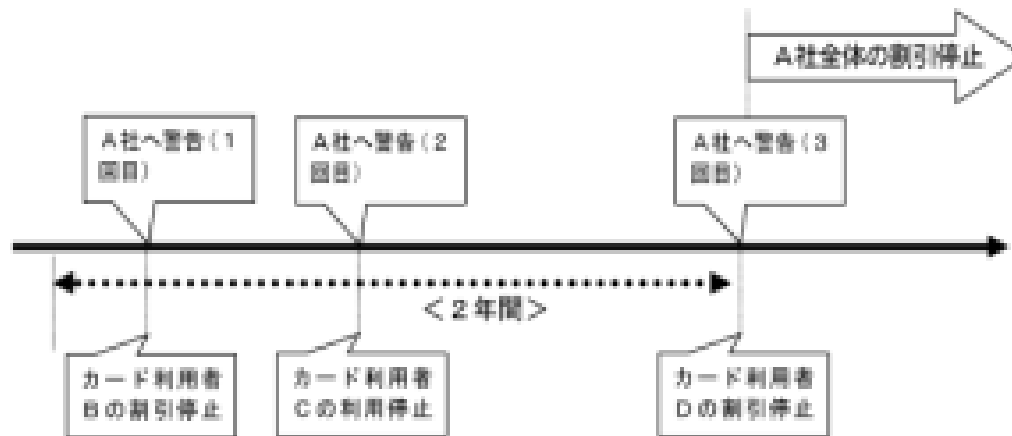 A社全体の割引停止
A社へ警告(1
回目)
A社へ警告(2
回目)
A社へ警告(3
回目)
<2年間>
カード利用者
Bの割引停止
カード利用者
Cの利用停止
カード利用者
Dの割引停止